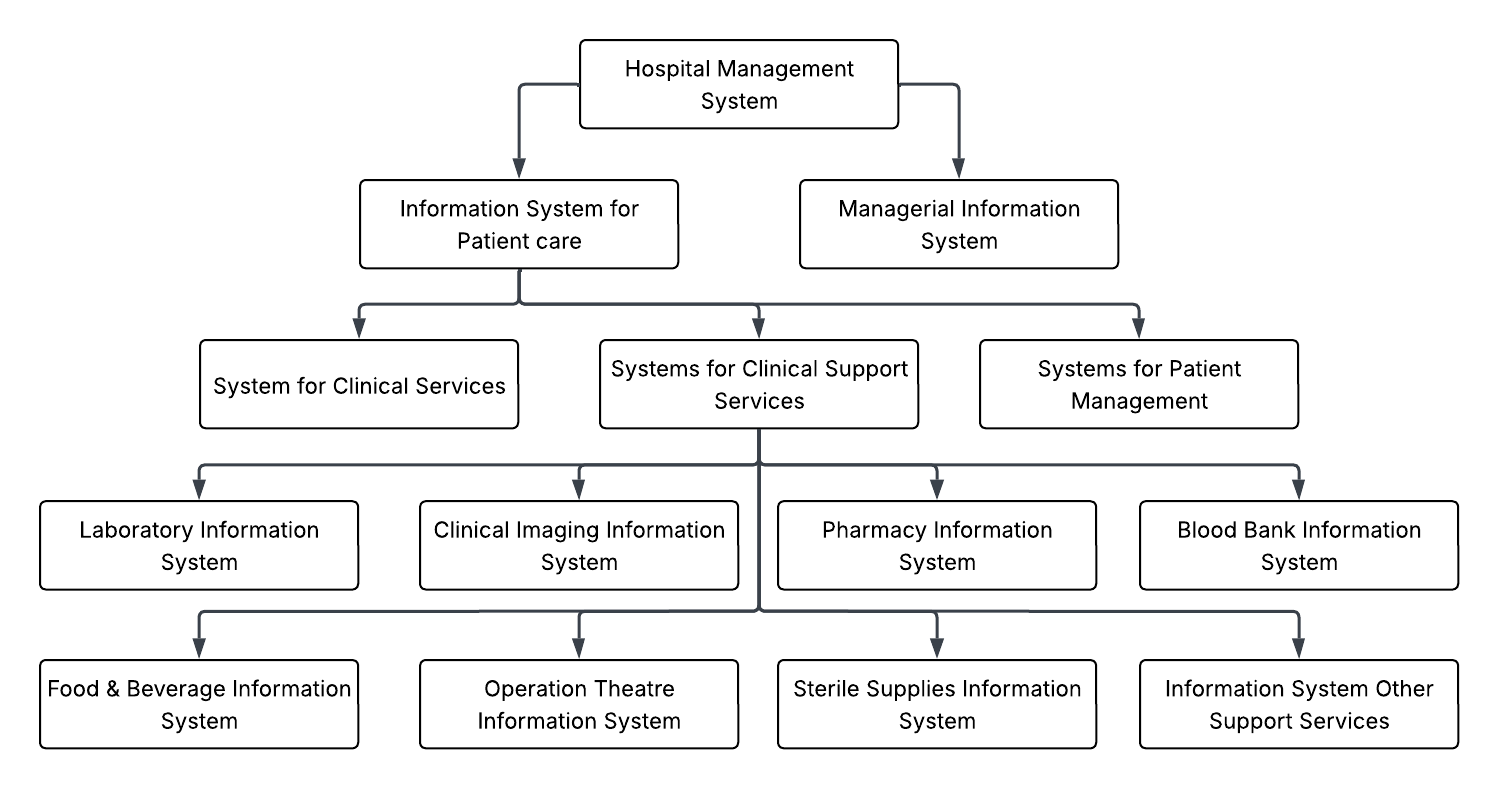 Hospital Management
System
Information System for
Patient care
Managerial Information
System
System for Clinical Services
Systems for Clinical Support
Services
Systems for Patient
Management
Laboratory Information
System
Clinical Imaging Information
System
Pharmacy Information
System
Blood Bank Information
System
Food & Beverage Information
System
Operation Theatre
Information System
Sterile Supplies Information
System
Information System Other
Support Services